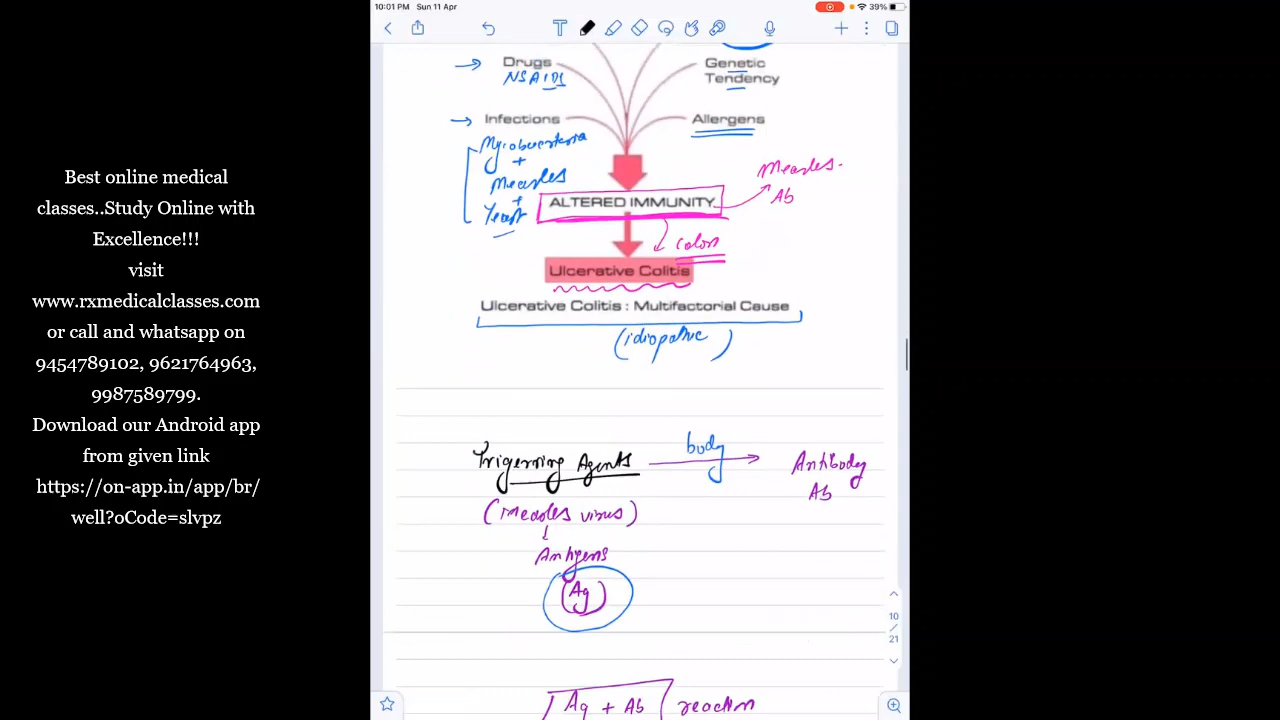 10:01 PM Sun 11 Apr
39%
Best online medical
classes..Study Online with
Excellence!!!
visit
www.rxmedicalclasses.com
or call and whatsapp on
9454789102, 9621764963,
9987589799.
Download our Android app
from given link
https://on-app.in/app/br/
well?oCode=slvpz
Drugs
NSAIDs
Genetic
Tendency
Infections
Allergens
Mycobacteria
+
Measles
+
Yeast
ALTERED IMMUNITY
Measles
Ab
Colon
Ulcerative Colitis
Ulcerative Colitis : Multifactorial Cause
(idiopathic)
Trigerring Agents
body
Antibody
Ab
(Measles virus)
Antigens
(Ag)
Ag + Ab reaction
10
/
21